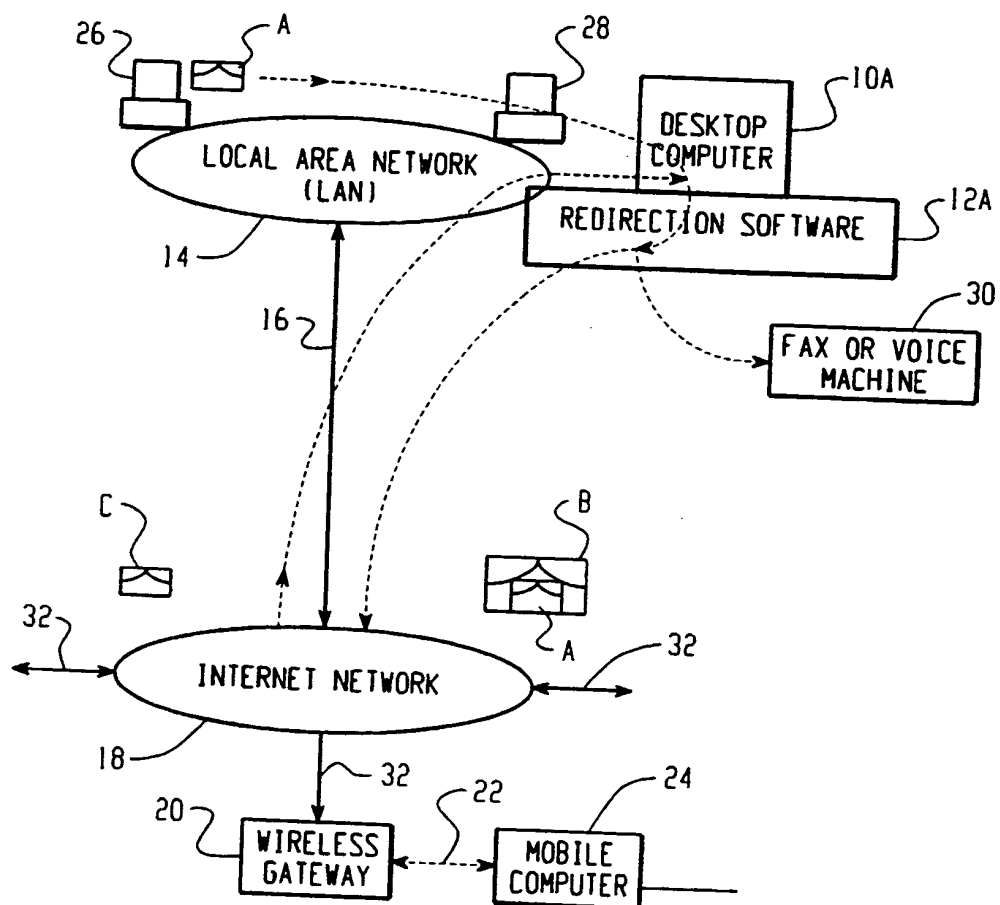 26
A
28
10A
DESKTOP
COMPUTER
LOCAL AREA NETWORK
(LAN)
12A
REDIRECTION SOFTWARE
14
16
30
FAX OR VOICE
MACHINE
C
B
A
32
32
INTERNET NETWORK
18
32
24
20
22
WIRELESS
GATEWAY
MOBILE
COMPUTER